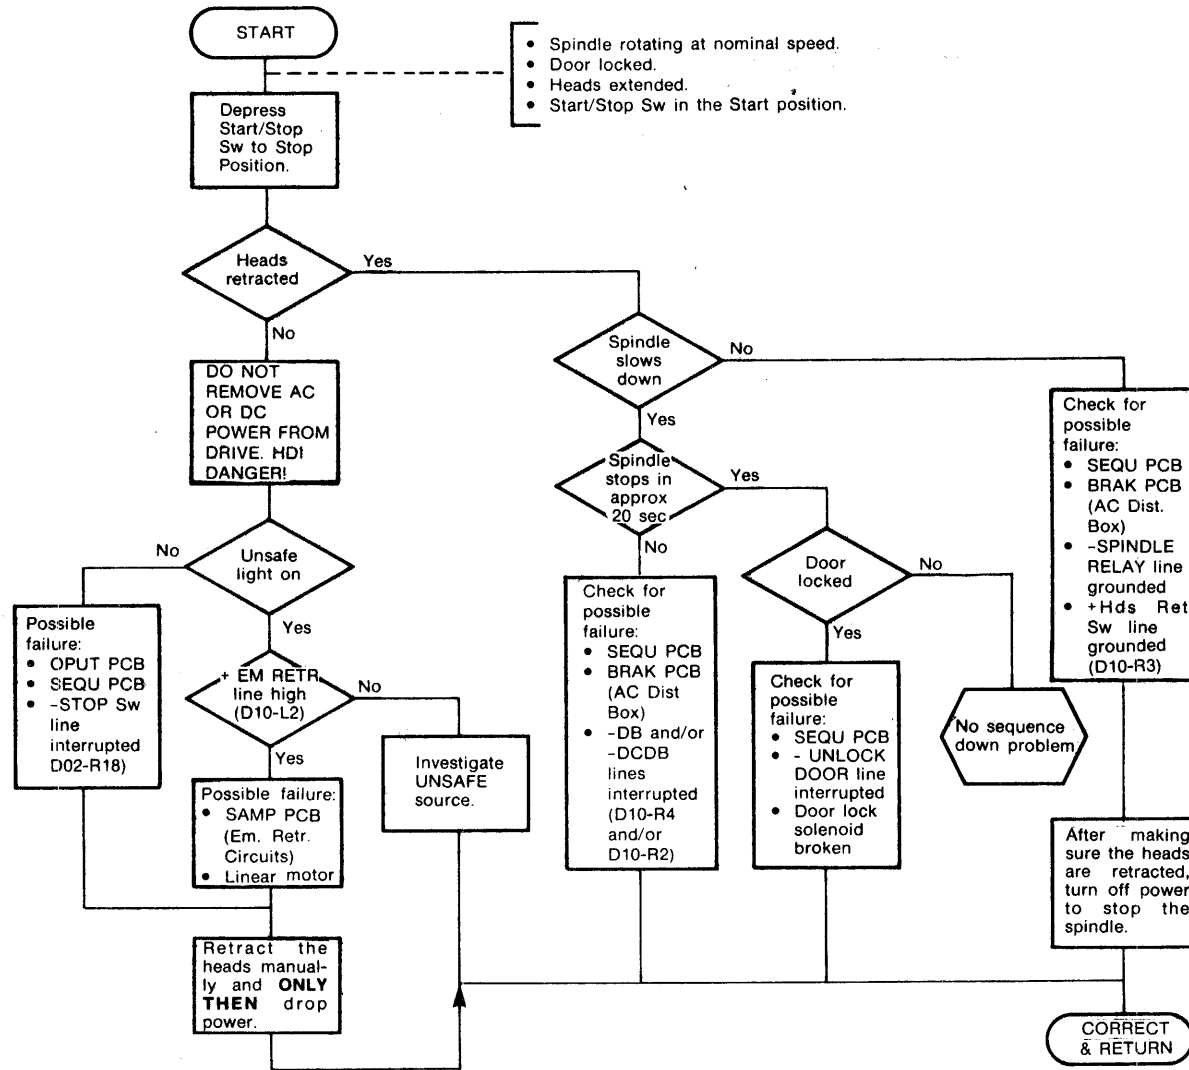 START
• Spindle rotating at nominal speed.
• Door locked.
• Heads extended.
• Start/Stop Sw in the Start position.
Depress
Start/Stop
Sw to Stop
Position.
Heads
retracted
Yes
No
DO NOT
REMOVE AC
OR DC
POWER FROM
DRIVE. HDI
DANGER!
Unsafe
light on
No
Yes
Possible
failure:
• OPUT PCB
• SEQU PCB
• -STOP Sw
line
interrupted
D02-R18)
+ EM RETR
line high
(D10-L2)
No
Yes
Investigate
UNSAFE
source.
Possible failure:
• SAMP PCB
(Em. Retr.
Circuits)
• Linear motor
Retract the
heads manual-
ly and ONLY
THEN drop
power.
Spindle
slows
down
No
Yes
Spindle
stops in
approx
20 sec
Yes
No
Check for
possible
failure:
• SEQU PCB
• BRAK PCB
(AC Dist
Box)
• -DB and/or
-DCDB
lines
interrupted
(D10-R4
and/or
D10-R2)
Door
locked
No
Yes
Check for
possible
failure:
• SEQU PCB
• - UNLOCK
DOOR line
interrupted
• Door lock
solenoid
broken
No sequence
down problem
Check for
possible
failure:
• SEQU PCB
• BRAK PCB
(AC Dist.
Box)
• -SPINDLE
RELAY line
grounded
• +Hds Ret
Sw line
grounded
(D10-R3)
After making
sure the heads
are retracted,
turn off power
to stop the
spindle.
CORRECT
& RETURN